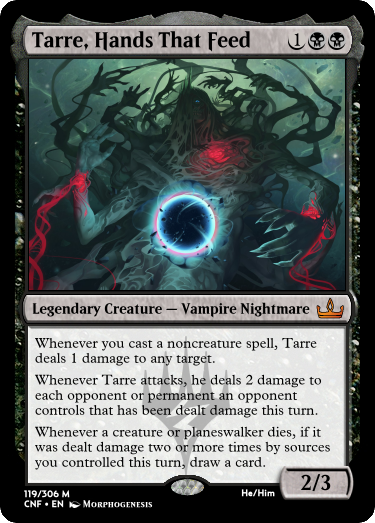 Tarre, Hands That Feed 1
Legendary Creature — Vampire Nightmare
Whenever you cast a noncreature spell, Tarre
deals 1 damage to any target.
Whenever Tarre attacks, he deals 2 damage to
each opponent or permanent an opponent
controls that has been dealt damage this turn.
Whenever a creature or planeswalker dies, if it
was dealt damage two or more times by sources
you controlled this turn, draw a card.
2/3
119/306 M He/Him
CNF • EN Morphogenesis